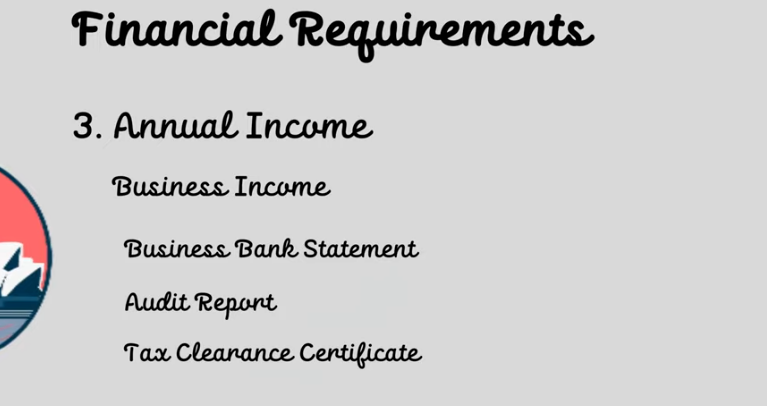 Financial Requirements
3. Annual Income
Business Income
Business Bank Statement
Audit Report
Tax Clearance Certificate